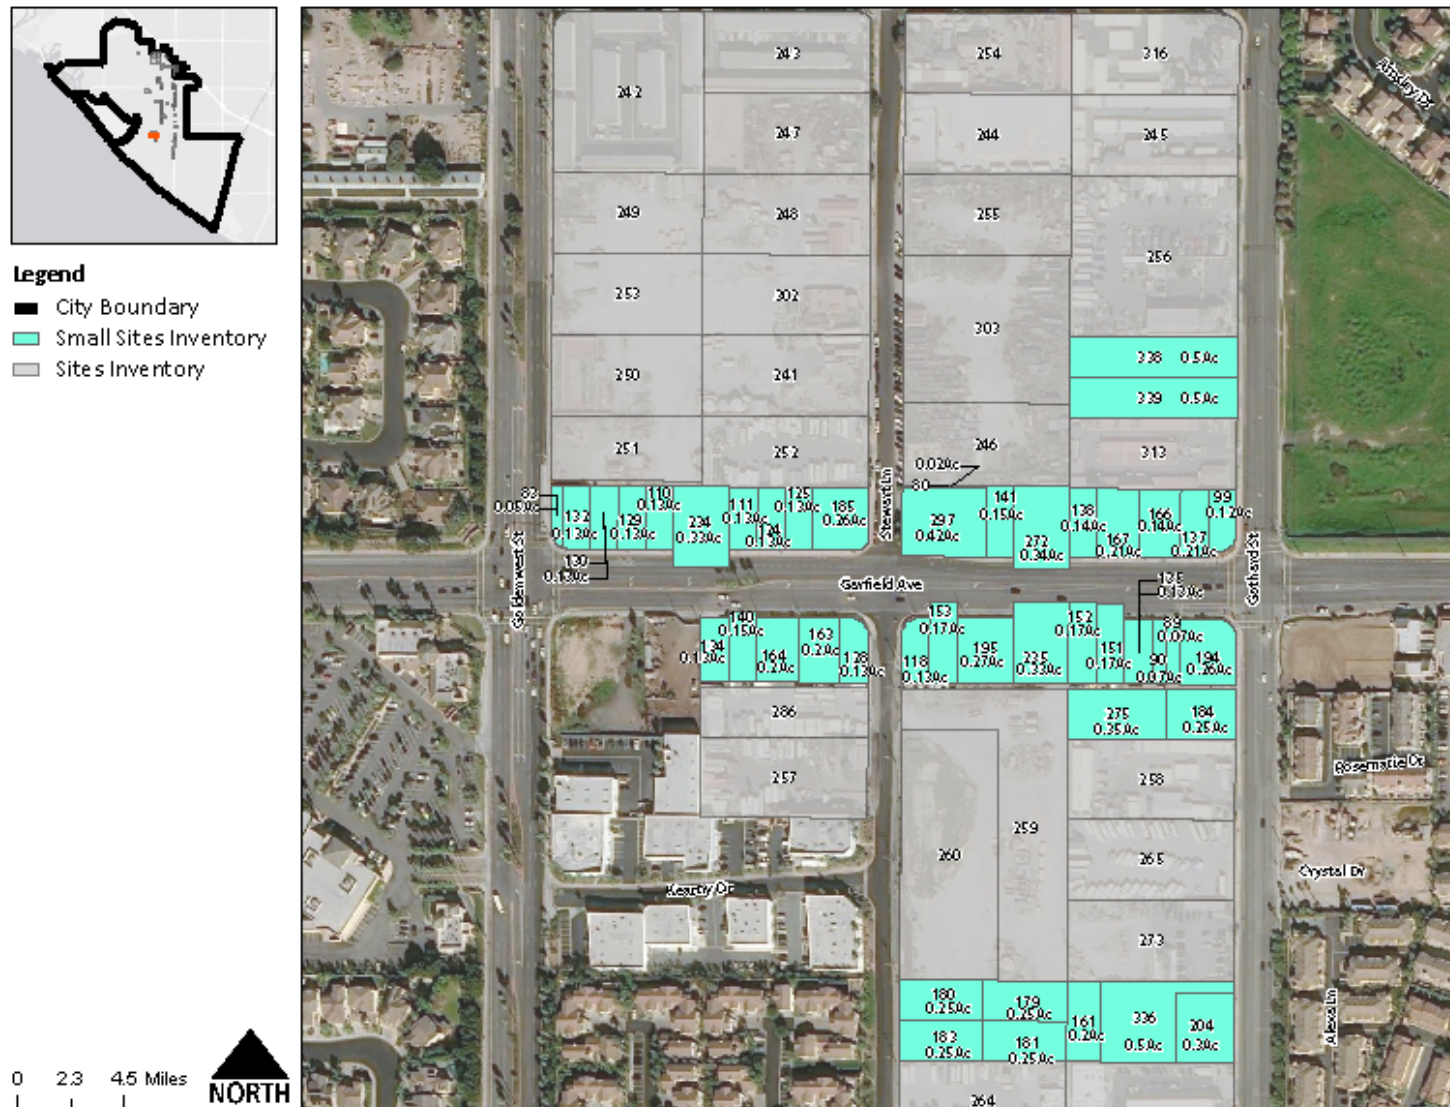 Legend
City Boundary
Small Sites Inventory
Sites Inventory
0 2.3 4.5 Miles
NORTH
242
243
254
316
Ainsley Dr
247
244
245
249
248
255
256
253
302
303
338 0.5Ac
250
241
339 0.5Ac
251
252
246
313
0.02Ac
80
83
0.05Ac
132
0.13Ac
129
0.13Ac
110
0.13Ac
234
0.33Ac
111
0.13Ac
124
0.13Ac
125
0.13Ac
185
0.26Ac
130
0.13Ac
Stewart Ln
297
0.42Ac
141
0.15Ac
272
0.34Ac
138
0.14Ac
167
0.21Ac
166
0.14Ac
137
0.21Ac
99
0.12Ac
Goldenwest St
Garfield Ave
Gothard St
135
0.13Ac
140
0.15Ac
0.13Ac
164
0.2Ac
163
0.2Ac
128
0.13Ac
153
0.17Ac
118
0.13Ac
195
0.27Ac
225
0.33Ac
152
0.17Ac
151
0.17Ac
89
0.07Ac
90
0.07Ac
194
0.26Ac
286
275
0.35Ac
184
0.25Ac
257
258
Rosemarie Dr
260
259
265
Crystal Dr
273
180
0.25Ac
179
0.25Ac
161
0.2Ac
336
0.5Ac
204
0.3Ac
183
0.25Ac
181
0.25Ac
Alexa Ln
264